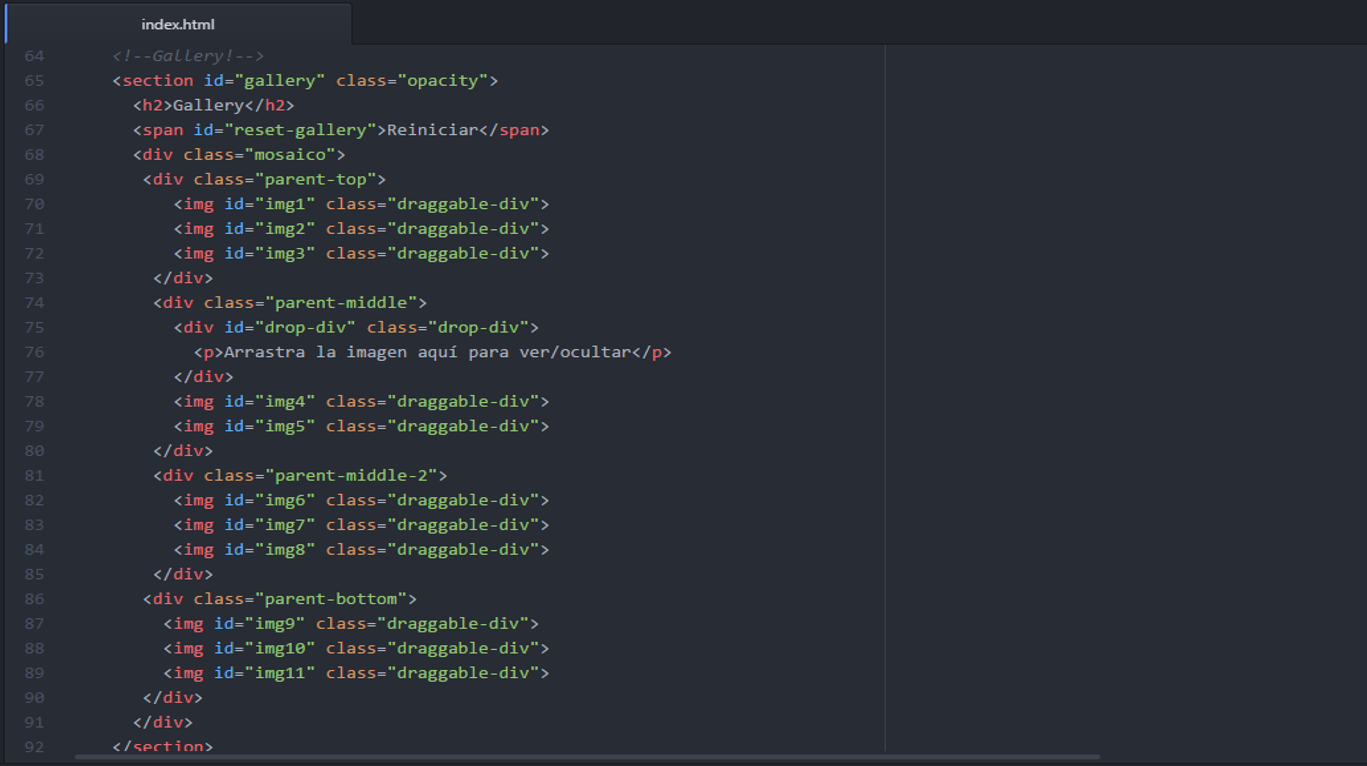 index.html
64 <!--Gallery!-->
65 <section id="gallery" class="opacity">
66 <h2>Gallery</h2>
67 <span id="reset-gallery">Reiniciar</span>
68 <div class="mosaico">
69 <div class="parent-top">
70 <img id="img1" class="draggable-div">
71 <img id="img2" class="draggable-div">
72 <img id="img3" class="draggable-div">
73 </div>
74 <div class="parent-middle">
75 <div id="drop-div" class="drop-div">
76 <p>Arrastra la imagen aquí para ver/ocultar</p>
77 </div>
78 <img id="img4" class="draggable-div">
79 <img id="img5" class="draggable-div">
80 </div>
81 <div class="parent-middle-2">
82 <img id="img6" class="draggable-div">
83 <img id="img7" class="draggable-div">
84 <img id="img8" class="draggable-div">
85 </div>
86 <div class="parent-bottom">
87 <img id="img9" class="draggable-div">
88 <img id="img10" class="draggable-div">
89 <img id="img11" class="draggable-div">
90 </div>
91 </div>
92 </section>